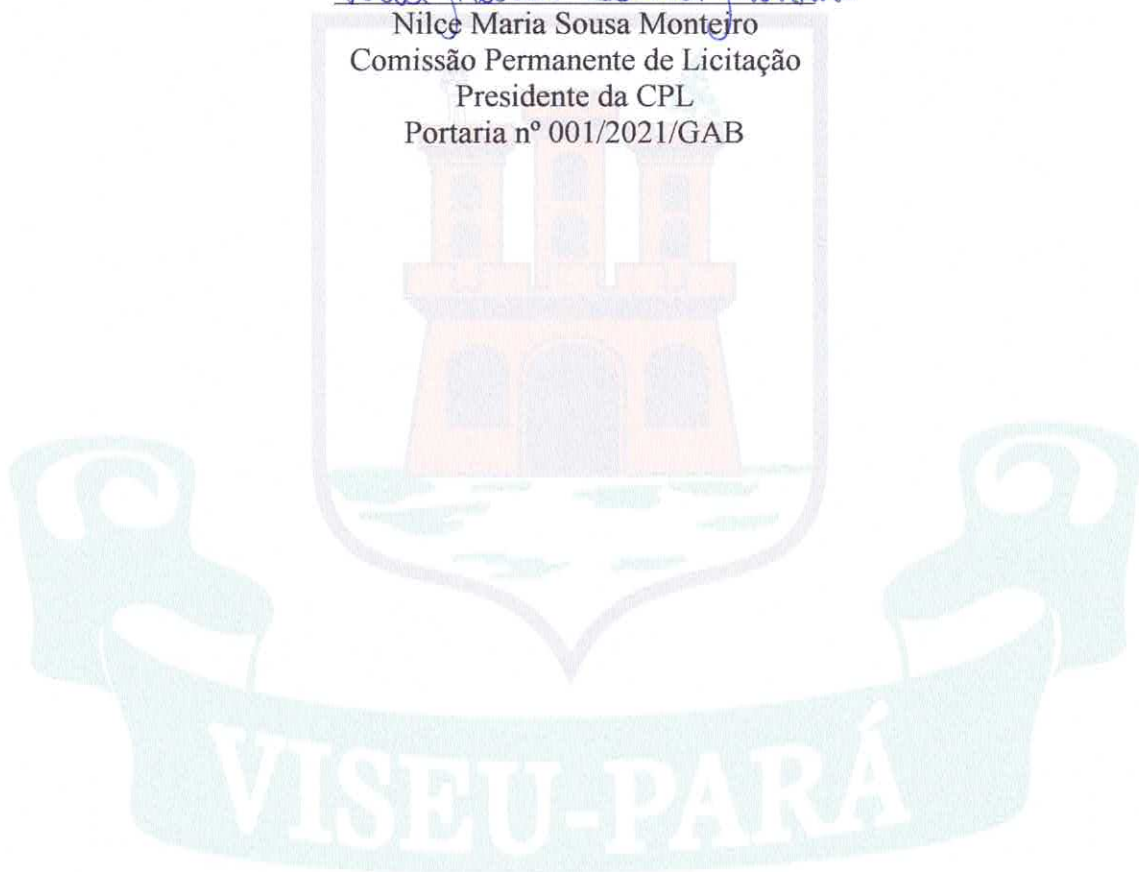 Nilce Maria Sousa Monteiro
Comissão Permanente de Licitação
Presidente da CPL
Portaria nº 001/2021/GAB
VISEU-PARÁ